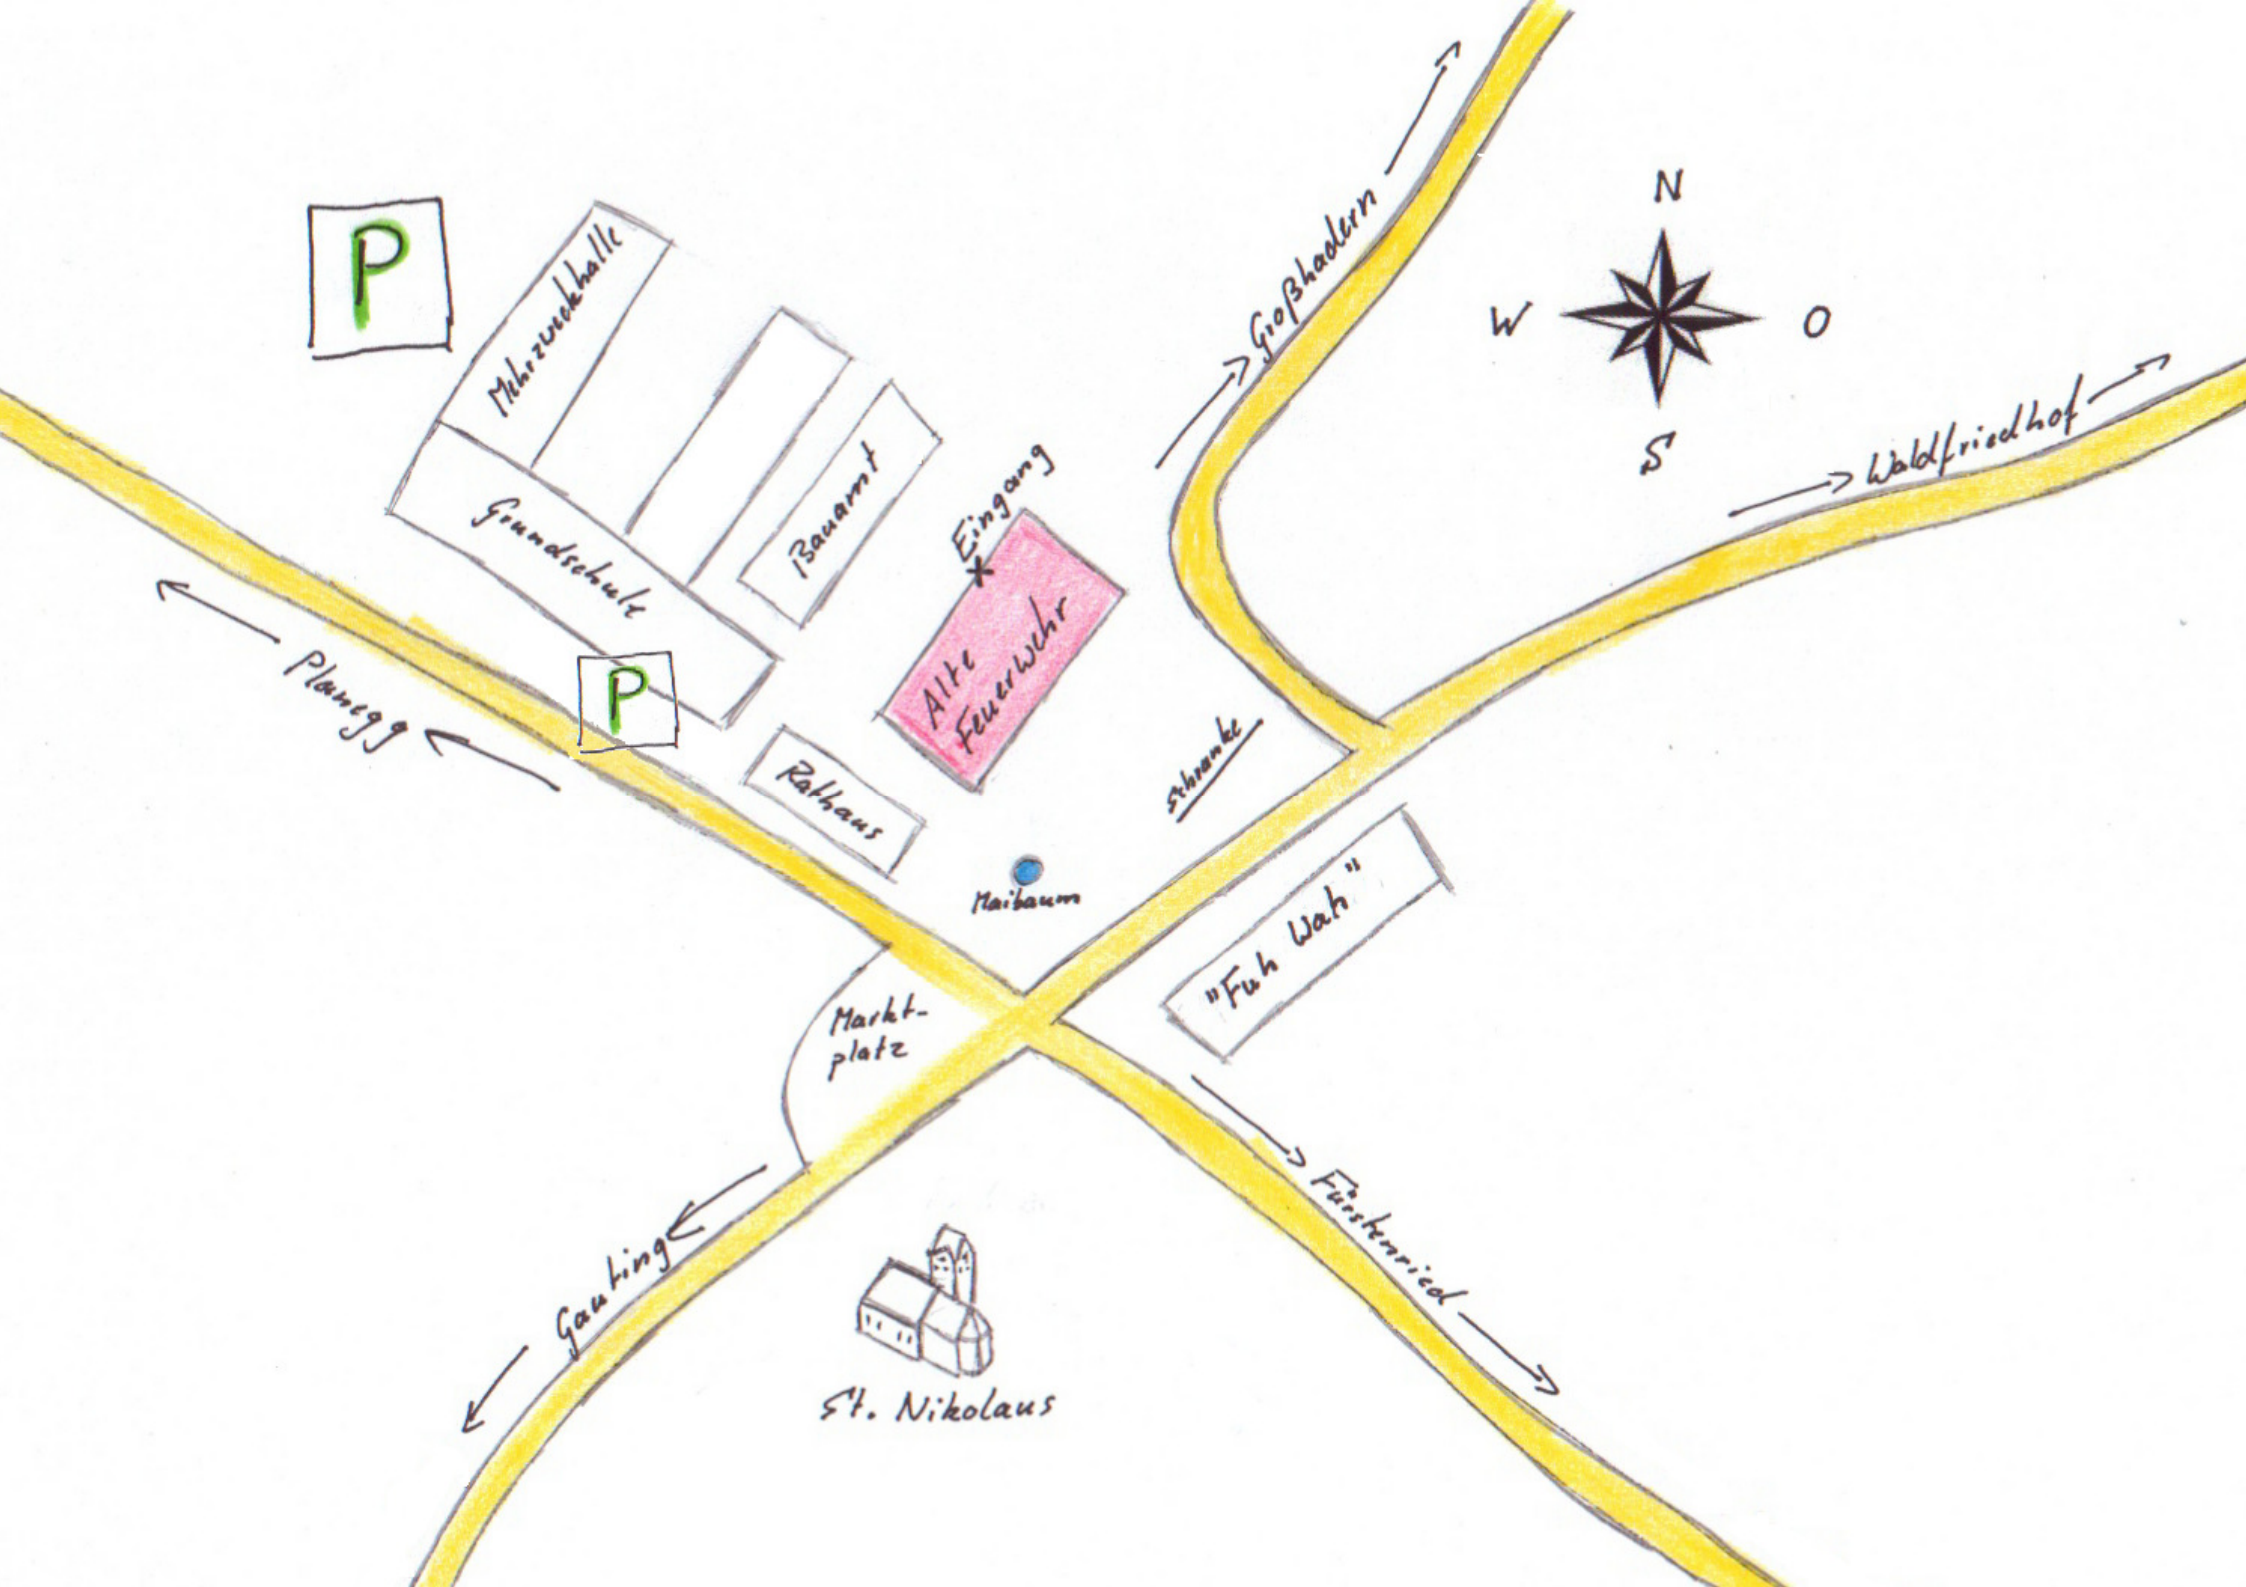 N
W
O
S
Großhadern
Waldfriedhof
P
Mehrzweckhalle
Grundschule
Bauamt
Eingang
Alte
Feuerwehr
P
Planegg
Rathaus
Schranke
Maibaum
"Fuh Wah"
Markt-
platz
Fürstenried
Gauting
St. Nikolaus